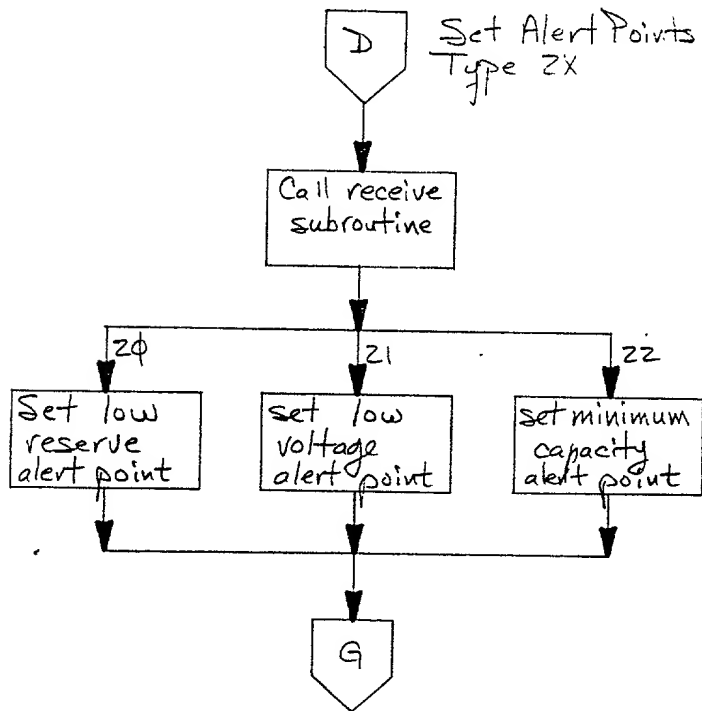 D
Set Alert Points
Type 2X
Call receive
subroutine
2φ
21
22
Set low
reserve
alert point
set low
voltage
alert point
set minimum
capacity
alert point
G